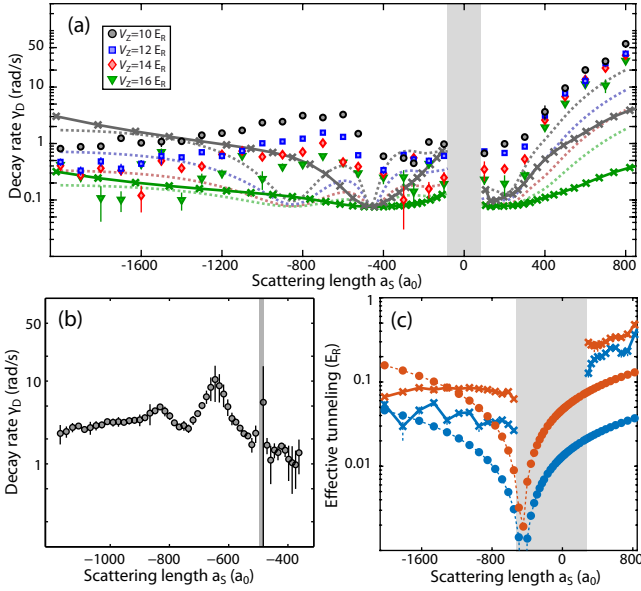 (a)
V_Z=10 E_R
V_Z=12 E_R
V_Z=14 E_R
V_Z=16 E_R
Decay rate γ_D (rad/s)
50
10
1
0.1
-1600 -1200 -800 -400 0 400 800
Scattering length a_S (a_0)
(b)
Decay rate γ_D (rad/s)
50
10
1
−1000 −800 −600 −400
Scattering length a_S (a_0)
(c)
Effective tunneling (E_R)
1
0.1
0.01
-1600 -800 0 800
Scattering length a_S (a_0)